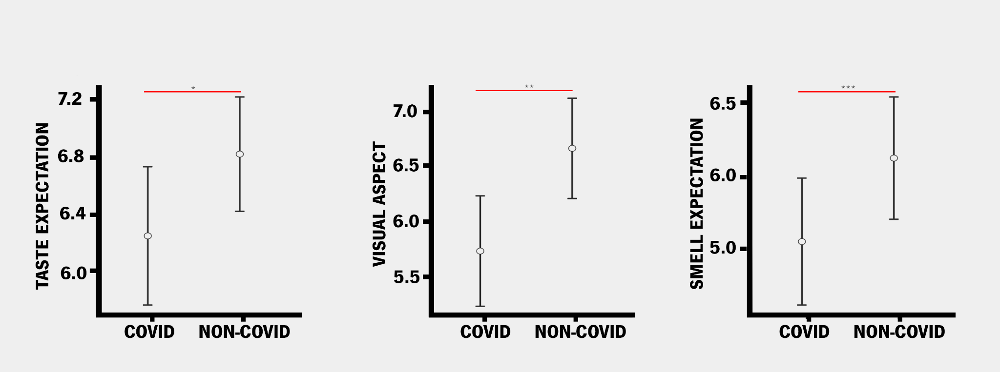 TASTE EXPECTATION
7.2
6.8
6.4
6.0
*
COVID
NON-COVID
VISUAL ASPECT
7.0
6.5
6.0
5.5
**
COVID
NON-COVID
SMELL EXPECTATION
6.5
6.0
5.0
***
COVID
NON-COVID